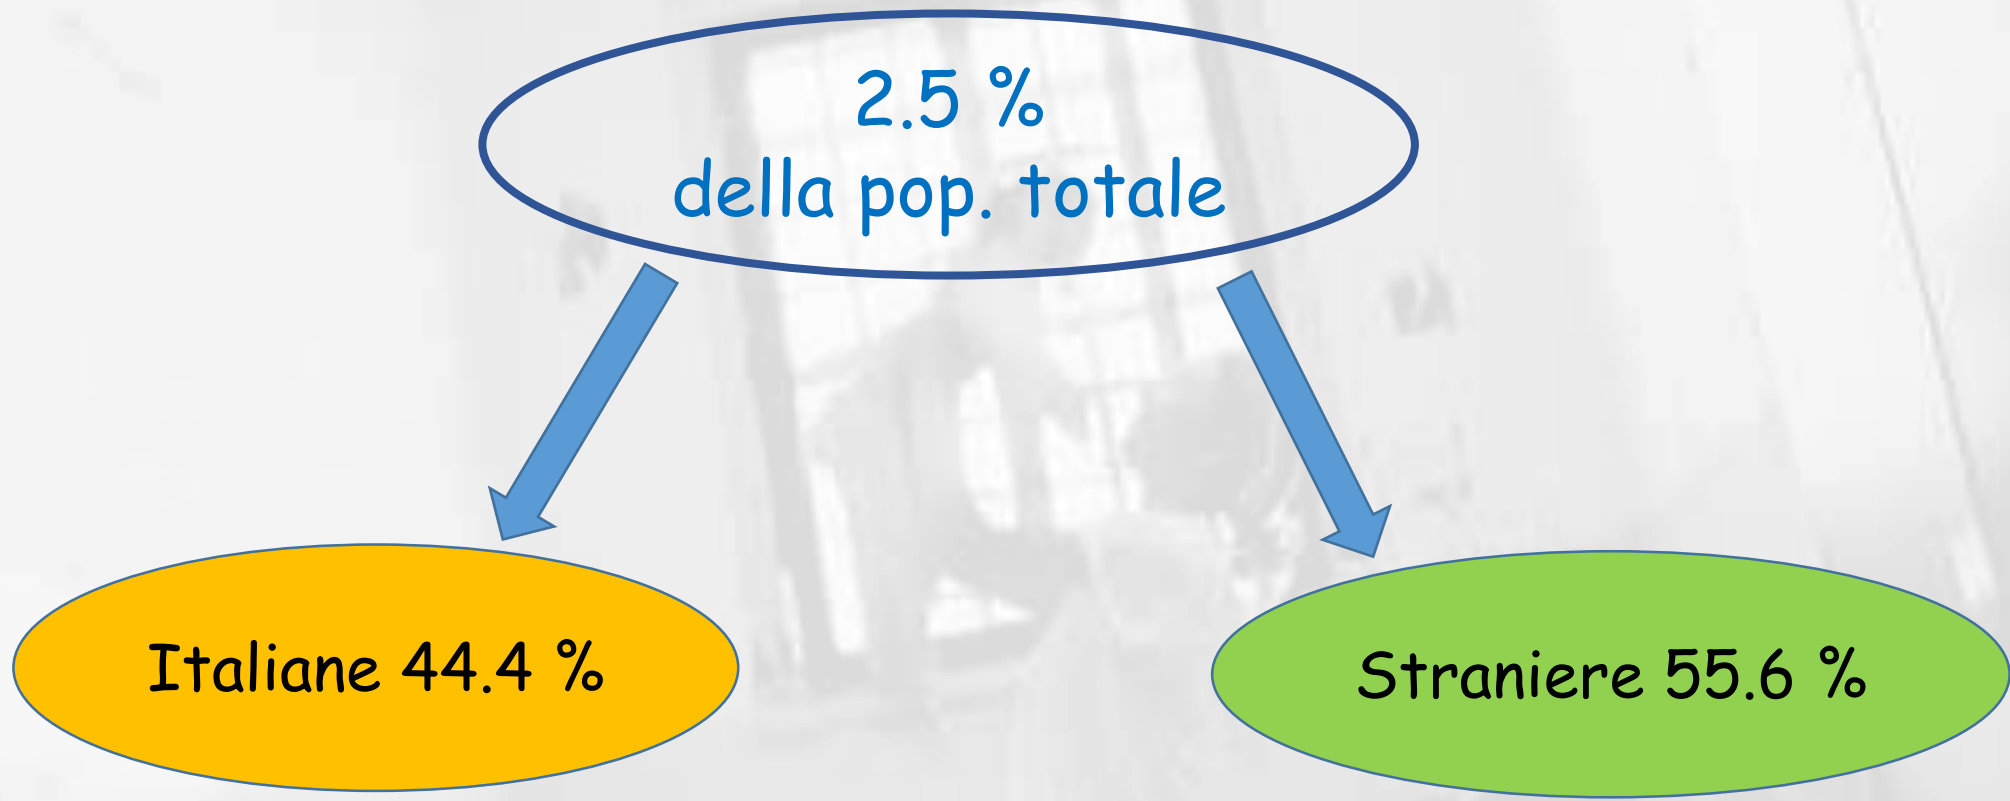 2.5 %
della pop. totale
Italiane 44.4 %
Straniere 55.6 %